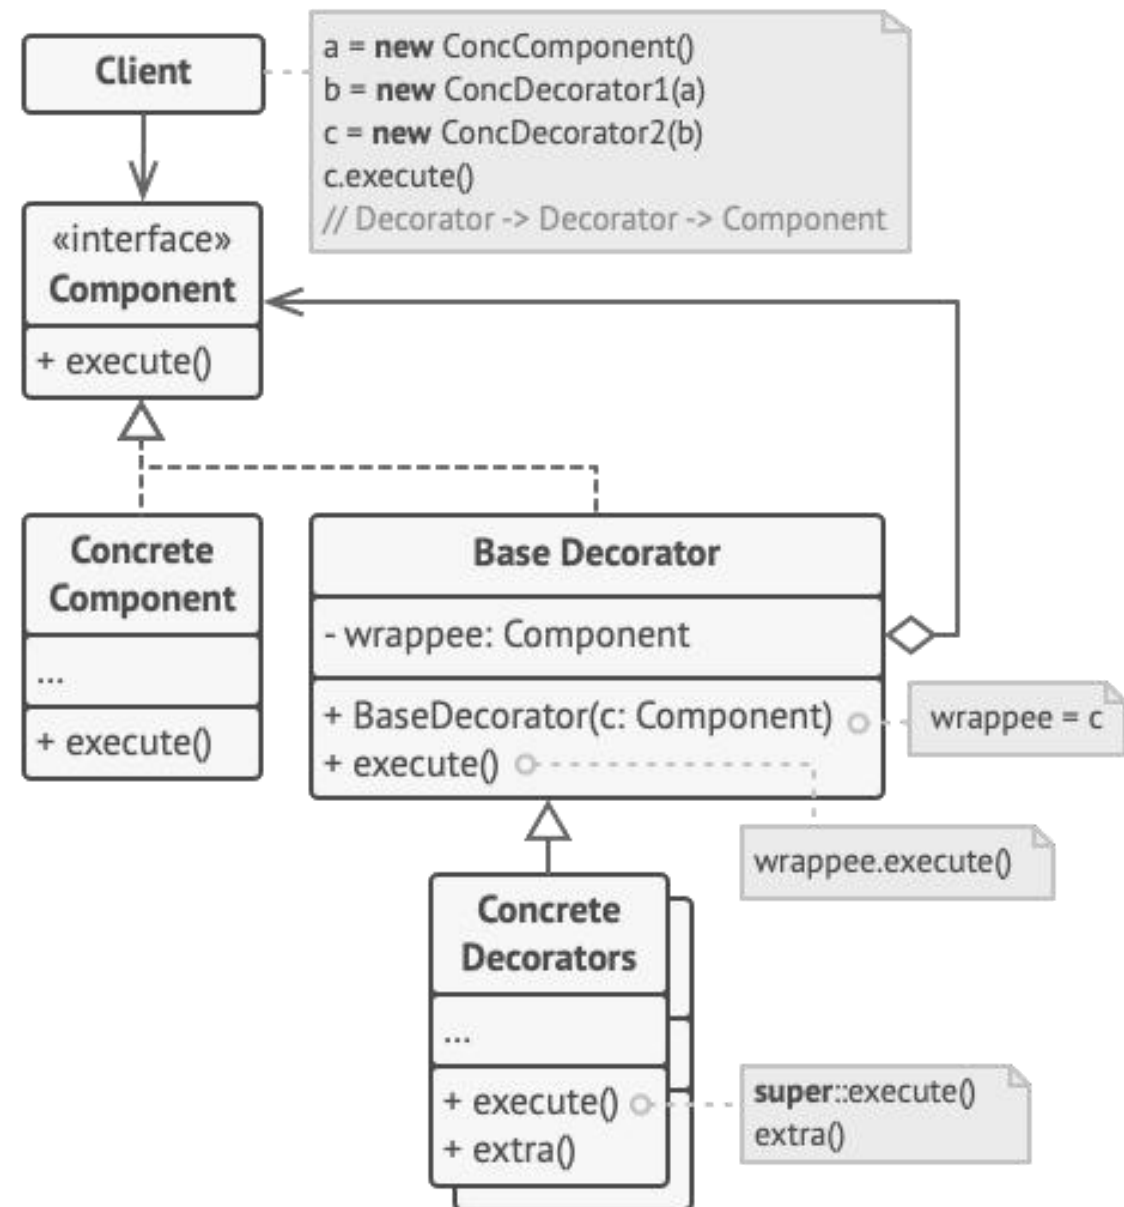 Client
a = new ConcComponent()
b = new ConcDecorator1(a)
c = new ConcDecorator2(b)
c.execute()
// Decorator -> Decorator -> Component
«interface»
Component
+ execute()
Concrete
Component
...
+ execute()
Base Decorator
- wrappee: Component
+ BaseDecorator(c: Component)
+ execute()
wrappee = c
wrappee.execute()
Concrete
Decorators
...
+ execute()
+ extra()
super::execute()
extra()